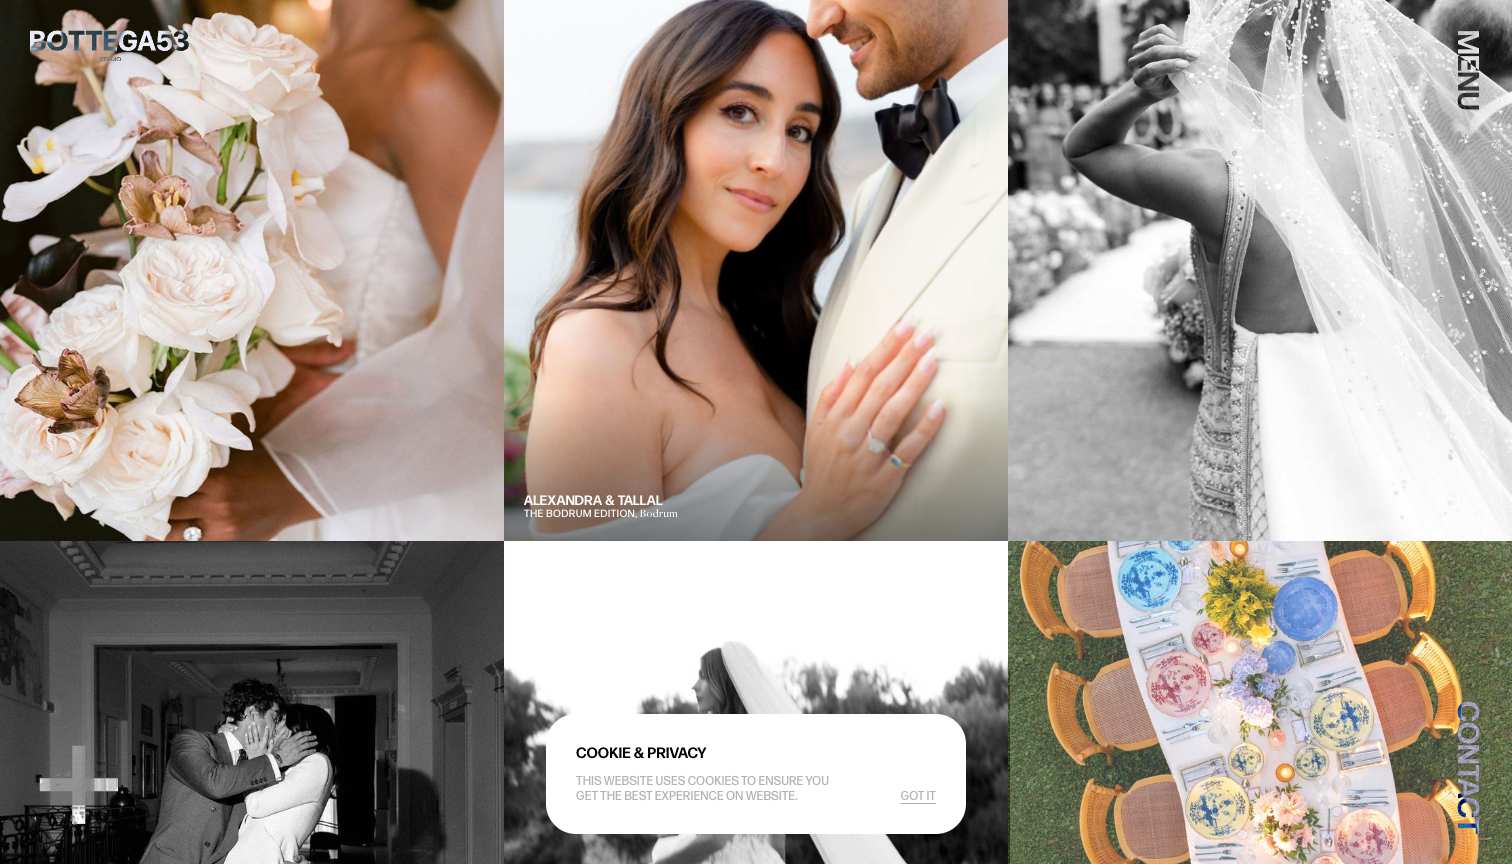 BOTTEGA53
MENU
ALEXANDRA & TALLAL
THE BODRUM EDITION, Bodrum
COOKIE & PRIVACY
THIS WEBSITE USES COOKIES TO ENSURE YOU
GET THE BEST EXPERIENCE ON WEBSITE.
GOT IT
CONTACT